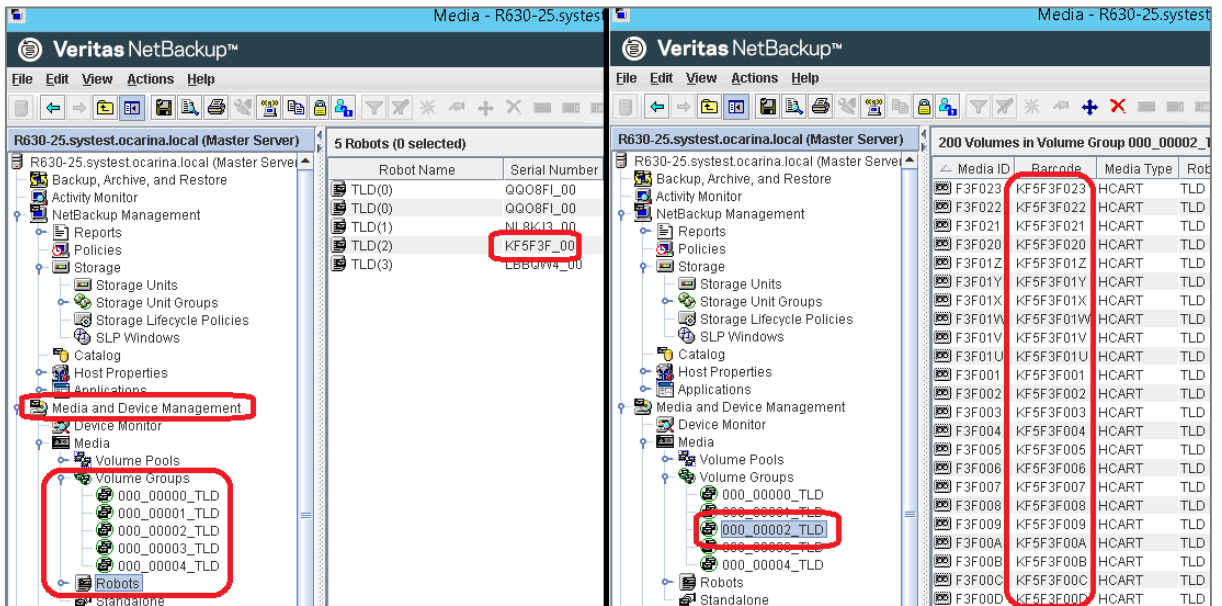 Media - R630-25.systest
Veritas NetBackup™
File Edit View Actions Help
R630-25.systest.ocarina.local (Master Server)
R630-25.systest.ocarina.local (Master Server
Backup, Archive, and Restore
Activity Monitor
NetBackup Management
Reports
Policies
Storage
Storage Units
Storage Unit Groups
Storage Lifecycle Policies
SLP Windows
Catalog
Host Properties
Applications
Media and Device Management
Device Monitor
Media
Volume Pools
Volume Groups
000_00000_TLD
000_00001_TLD
000_00002_TLD
000_00003_TLD
000_00004_TLD
Robots
Standalone
5 Robots (0 selected)
Robot Name Serial Number
TLD(0) QQO8FI_00
TLD(0) QQO8FI_00
TLD(1) NL8KJ3_00
TLD(2) KF5F3F_00
TLD(3) LBBQW4_00
Media - R630-25.systest
Veritas NetBackup™
File Edit View Actions Help
R630-25.systest.ocarina.local (Master Server)
R630-25.systest.ocarina.local (Master Server
Backup, Archive, and Restore
Activity Monitor
NetBackup Management
Reports
Policies
Storage
Storage Units
Storage Unit Groups
Storage Lifecycle Policies
SLP Windows
Catalog
Host Properties
Applications
Media and Device Management
Device Monitor
Media
Volume Pools
Volume Groups
000_00000_TLD
000_00001_TLD
000_00002_TLD
000_00003_TLD
000_00004_TLD
Robots
Standalone
200 Volumes in Volume Group 000_00002_T
Media ID Barcode Media Type Rob
F3F023 KF5F3F023 HCART TLD
F3F022 KF5F3F022 HCART TLD
F3F021 KF5F3F021 HCART TLD
F3F020 KF5F3F020 HCART TLD
F3F01Z KF5F3F01Z HCART TLD
F3F01Y KF5F3F01Y HCART TLD
F3F01X KF5F3F01X HCART TLD
F3F01W KF5F3F01W HCART TLD
F3F01V KF5F3F01V HCART TLD
F3F01U KF5F3F01U HCART TLD
F3F001 KF5F3F001 HCART TLD
F3F002 KF5F3F002 HCART TLD
F3F003 KF5F3F003 HCART TLD
F3F004 KF5F3F004 HCART TLD
F3F005 KF5F3F005 HCART TLD
F3F006 KF5F3F006 HCART TLD
F3F007 KF5F3F007 HCART TLD
F3F008 KF5F3F008 HCART TLD
F3F009 KF5F3F009 HCART TLD
F3F00A KF5F3F00A HCART TLD
F3F00B KF5F3F00B HCART TLD
F3F00C KF5F3F00C HCART TLD
F3F00D KF5F3F00D HCART TLD